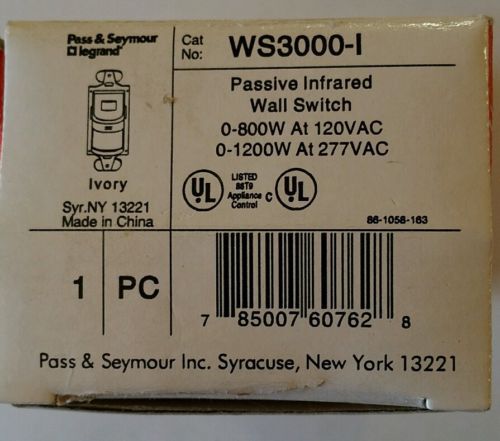 Pass & Seymour
legrand
Cat
No:
WS3000-I
Passive Infrared
Wall Switch
0-800W At 120VAC
0-1200W At 277VAC
Ivory
Syr.NY 13221
Made in China
UL
LISTED
86T9
Appliance
Control
C
UL
86-1056-163
1
PC
7 85007 60762 8
Pass & Seymour Inc. Syracuse, New York 13221